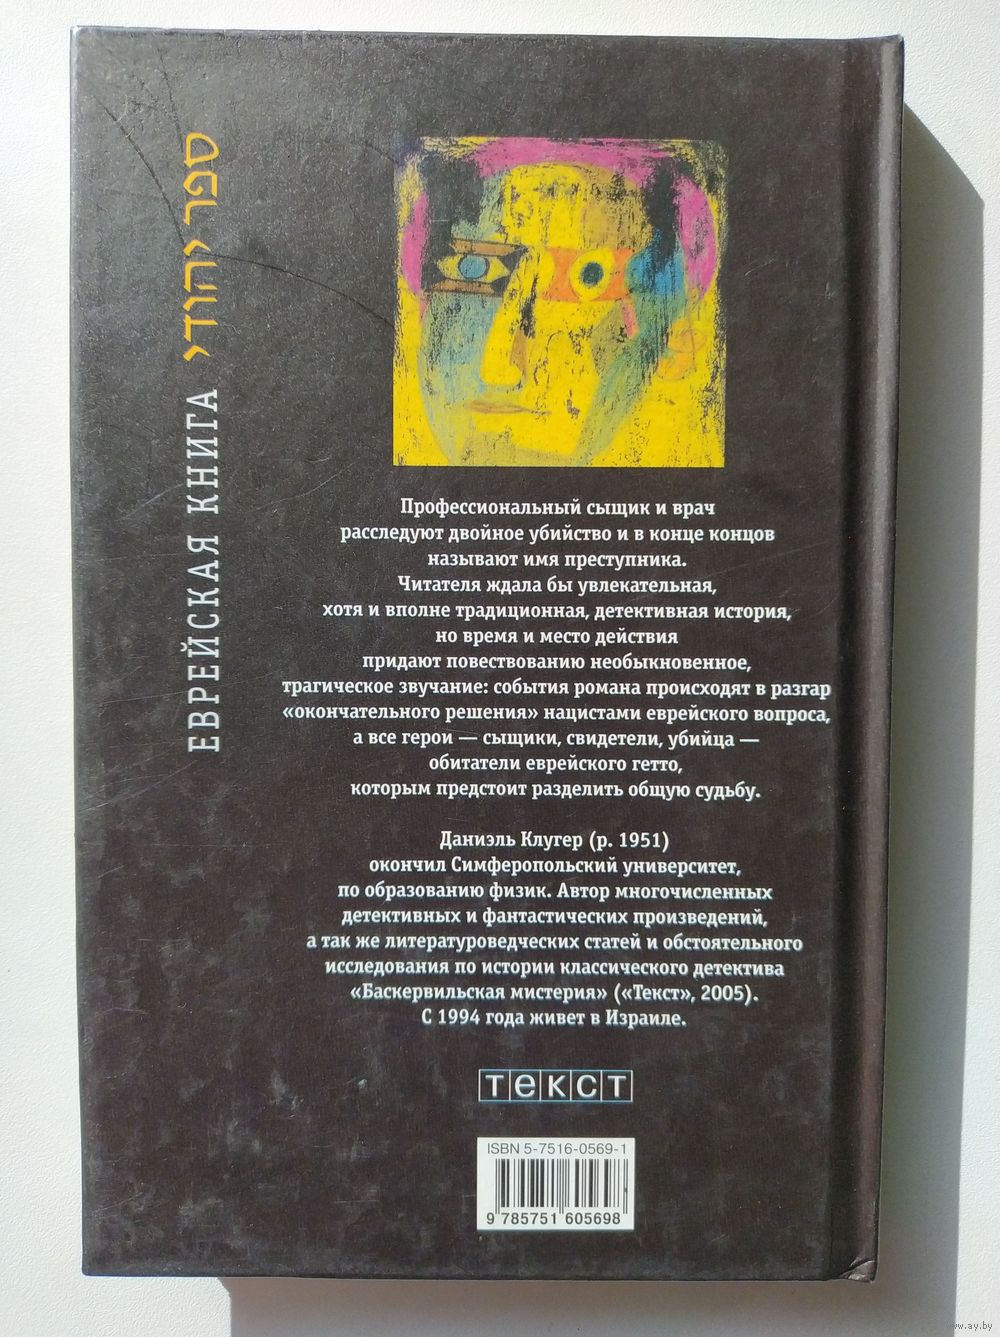 ЕВРЕЙСКАЯ КНИГА ספר יהודי
Профессиональный сыщик и врач
расследуют двойное убийство и в конце концов
называют имя преступника.
Читателя ждала бы увлекательная,
хотя и вполне традиционная, детективная история,
но время и место действия
придают повествованию необыкновенное,
трагическое звучание: события романа происходят в разгар
«окончательного решения» нацистами еврейского вопроса,
а все герои — сыщики, свидетели, убийца —
обитатели еврейского гетто,
которым предстоит разделить общую судьбу.
Даниэль Клугер (р. 1951)
окончил Симферопольский университет,
по образованию физик. Автор многочисленных
детективных и фантастических произведений,
а так же литературоведческих статей и обстоятельного
исследования по истории классического детектива
«Баскервильская мистерия» («Текст», 2005).
С 1994 года живет в Израиле.
текст
ISBN 5-7516-0569-1
9 785751 605698
www.ay.by